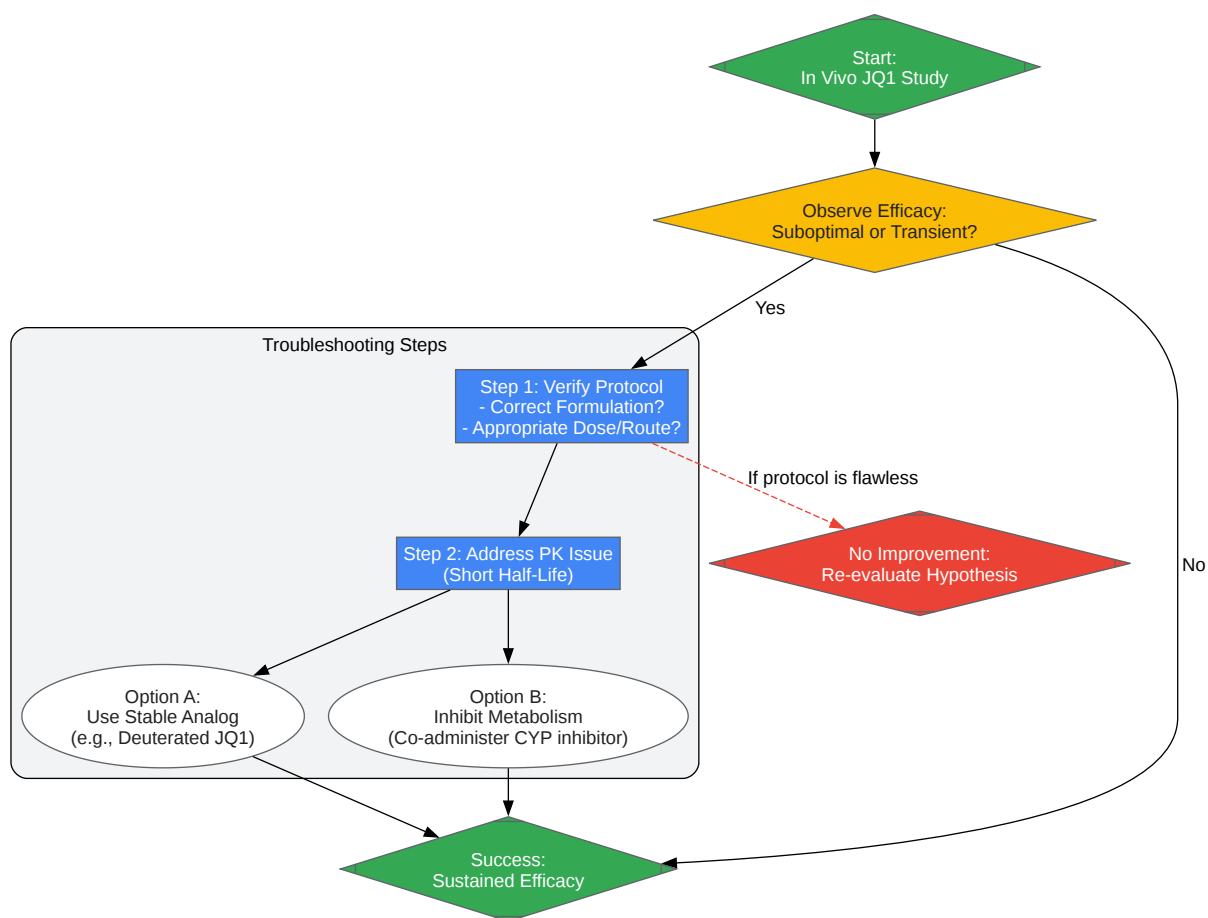 Start:
In Vivo JQ1 Study
Observe Efficacy:
Suboptimal or Transient?
Yes
Troubleshooting Steps
Step 1: Verify Protocol
- Correct Formulation?
- Appropriate Dose/Route?
If protocol is flawless
No Improvement:
Re-evaluate Hypothesis
No
Step 2: Address PK Issue
(Short Half-Life)
Option A:
Use Stable Analog
(e.g., Deuterated JQ1)
Option B:
Inhibit Metabolism
(Co-administer CYP inhibitor)
Success:
Sustained Efficacy